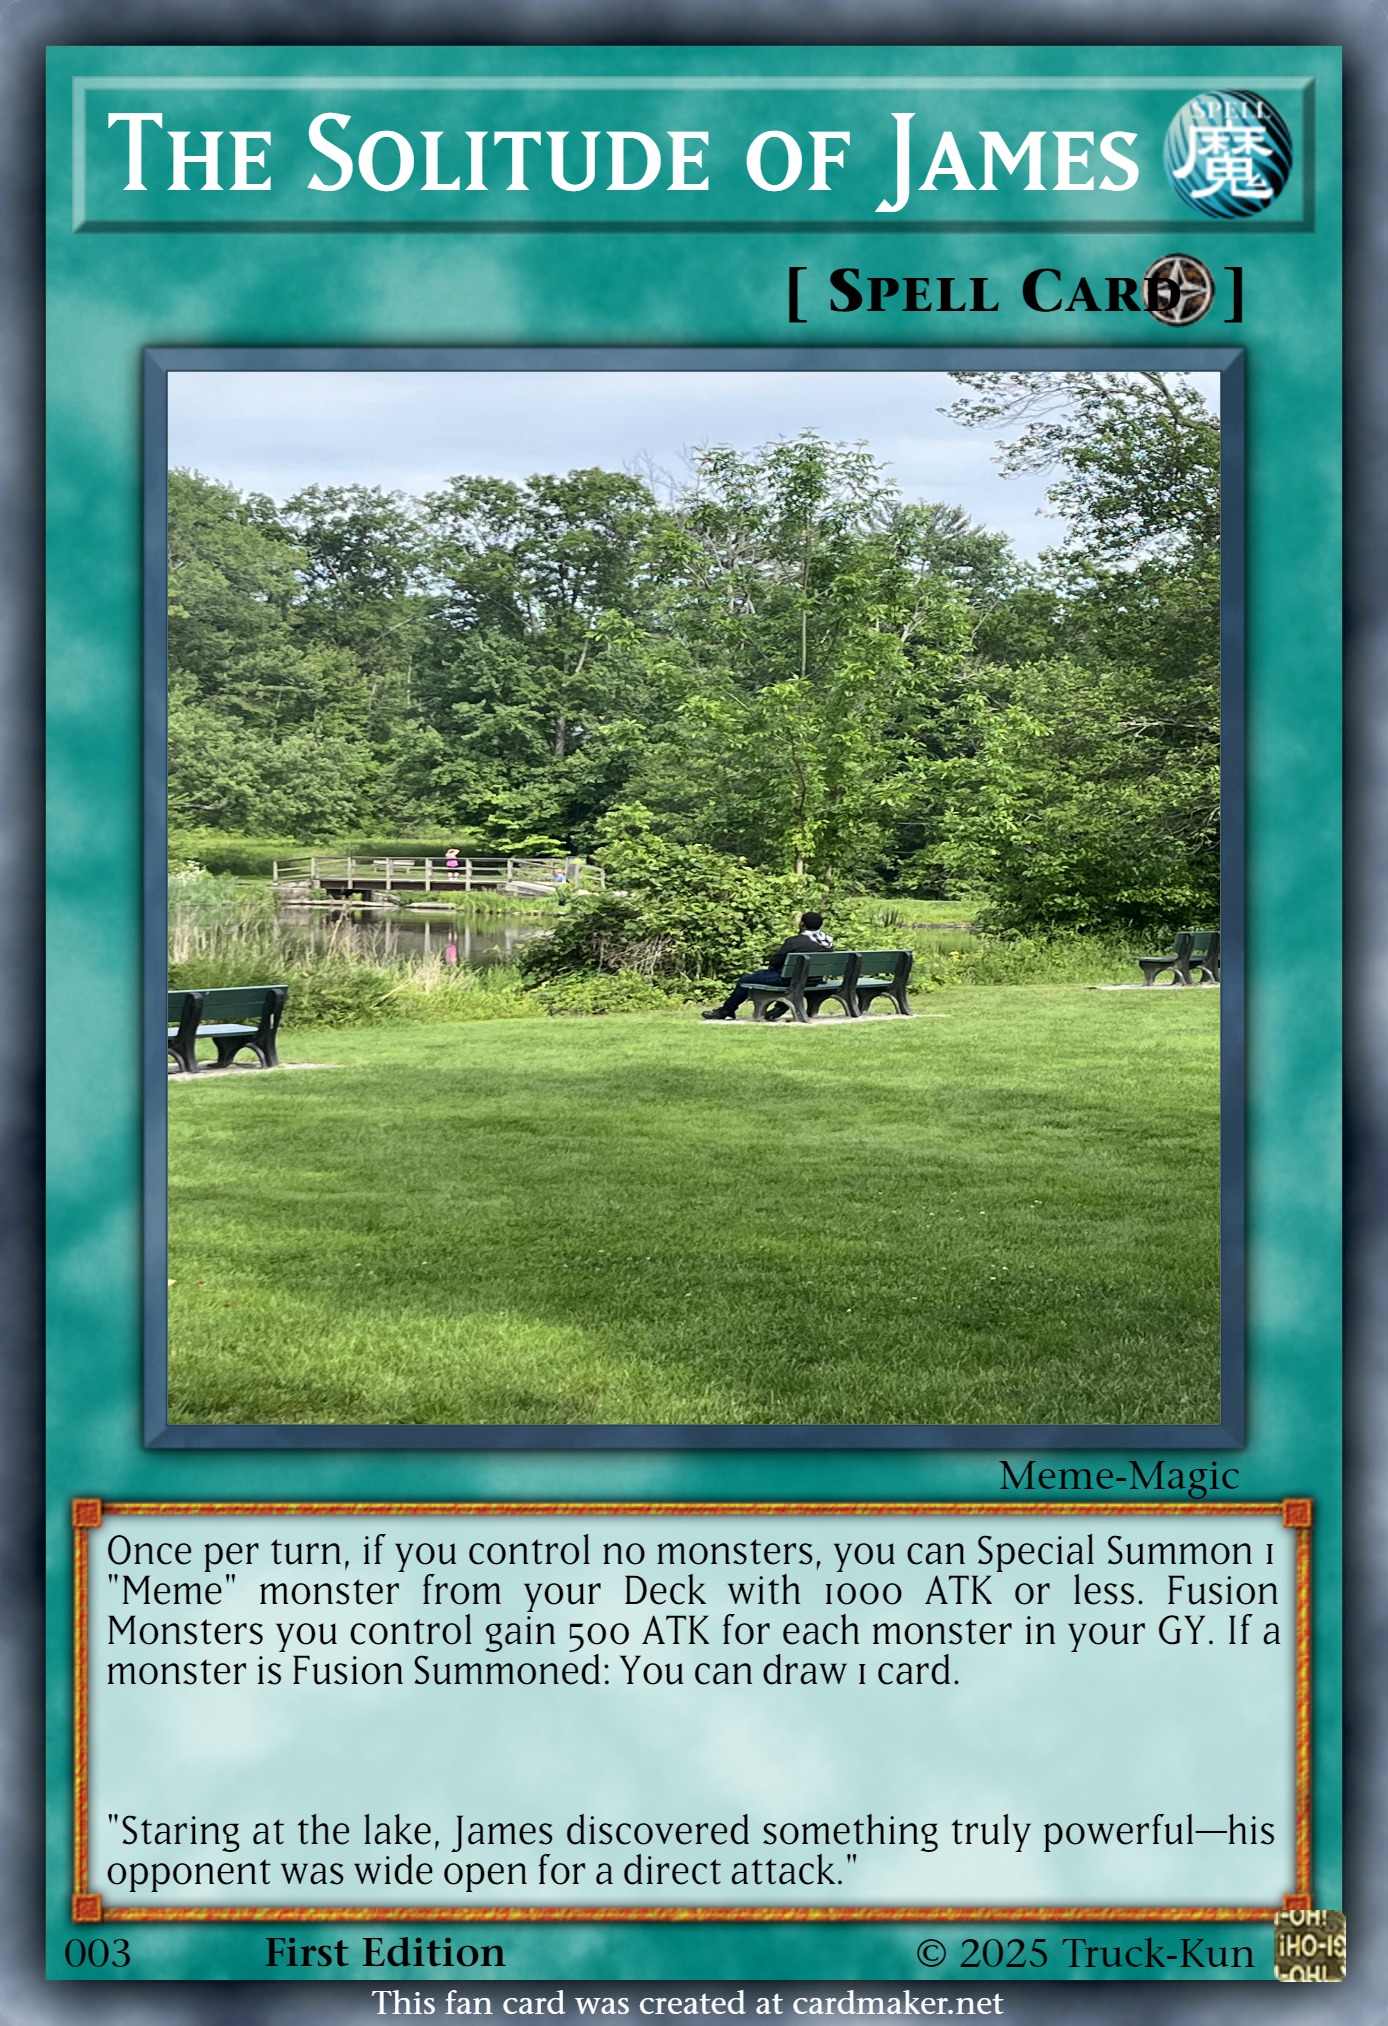 The Solitude of James
SPELL
魔
[ Spell Card ]
Meme-Magic
Once per turn, if you control no monsters, you can Special Summon 1
"Meme" monster from your Deck with 1000 ATK or less. Fusion
Monsters you control gain 500 ATK for each monster in your GY. If a
monster is Fusion Summoned: You can draw 1 card.
"Staring at the lake, James discovered something truly powerful—his
opponent was wide open for a direct attack."
003
First Edition
© 2025 Truck-Kun
This fan card was created at cardmaker.net